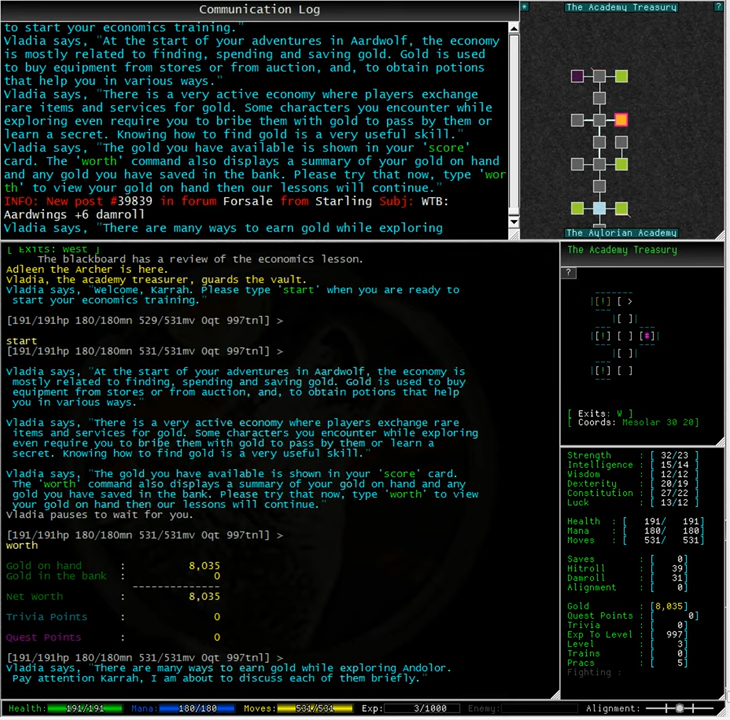 Communication Log
to start your economics training."
Vladia says, "At the start of your adventures in Aardwolf, the economy
is mostly related to finding, spending and saving gold. Gold is used
to buy equipment from stores or from auction, and, to obtain potions
that help you in various ways."
Vladia says, "There is a very active economy where players exchange
rare items and services for gold. Some characters you encounter while
exploring even require you to bribe them with gold to pass by them or
learn a secret. Knowing how to find gold is a very useful skill."
Vladia says, "The gold you have available is shown in your 'score'
card. The 'worth' command also displays a summary of your gold on hand
and any gold you have saved in the bank. Please try that now, type 'wor
th' to view your gold on hand then our lessons will continue."
INFO: New post #39839 in forum Forsale from Starling Subj: WTB:
Aardwings +6 damroll
Vladia says, "There are many ways to earn gold while exploring
* The Academy Treasury ?
The Aylorian Academy
[ Exits: west ]
The blackboard has a review of the economics lesson.
Adleen the Archer is here.
Vladia, the academy treasurer, guards the vault.
Vladia says, "welcome, Karrah. Please type 'start' when you are ready to
start your economics training."
[191/191hp 180/180mn 529/531mv 0qt 997tnl] >
start
[191/191hp 180/180mn 531/531mv 0qt 997tnl] >
Vladia says, "At the start of your adventures in Aardwolf, the economy is
mostly related to finding, spending and saving gold. Gold is used to buy
equipment from stores or from auction, and, to obtain potions that help
you in various ways."
Vladia says, "There is a very active economy where players exchange rare
items and services for gold. Some characters you encounter while exploring
even require you to bribe them with gold to pass by them or learn a
secret. Knowing how to find gold is a very useful skill."
Vladia says, "The gold you have available is shown in your 'score' card.
The 'worth' command also displays a summary of your gold on hand and any
gold you have saved in the bank. Please try that now, type 'worth' to view
your gold on hand then our lessons will continue."
Vladia pauses to wait for you.
[191/191hp 180/180mn 531/531mv 0qt 997tnl] >
worth
Gold on hand : 8,035
Gold in the bank : 0
--------------
Net Worth : 8,035
Trivia Points : 0
Quest Points : 0
[191/191hp 180/180mn 531/531mv 0qt 997tnl] >
Vladia says, "There are many ways to earn gold while exploring Andolor.
Pay attention Karrah, I am about to discuss each of them briefly."
The Academy Treasury
?
[!] [ >
|[ ]|
|[!] [ ] [#]|
|[ ]|
|[!] [ ]
[ Exits: W ]
[ Coords: Mesolar 30 20]
Strength : [ 32/23 ]
Intelligence : [ 15/14 ]
Wisdom : [ 12/12 ]
Dexterity : [ 20/19 ]
Constitution : [ 27/22 ]
Luck : [ 13/12 ]
Health : [ 191/ 191]
Mana : [ 180/ 180]
Moves : [ 531/ 531]
Saves : [ 0]
Hitroll : [ 39]
Damroll : [ 31]
Alignment : [ 0]
Gold : [8,035]
Quest Points : [ 0]
Trivia : [ 0]
Exp To Level : [ 997]
Level : [ 3]
Trains : [ 0]
Pracs : [ 5]
Fighting :
Health: 191/191 Mana: 180/180 Moves: 531/531 Exp: 3/1000 Enemy: Alignment: